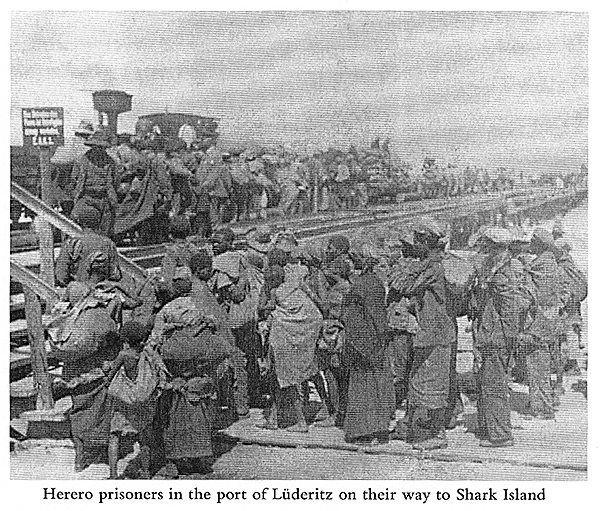 Herero prisoners in the port of Lüderitz on their way to Shark Island